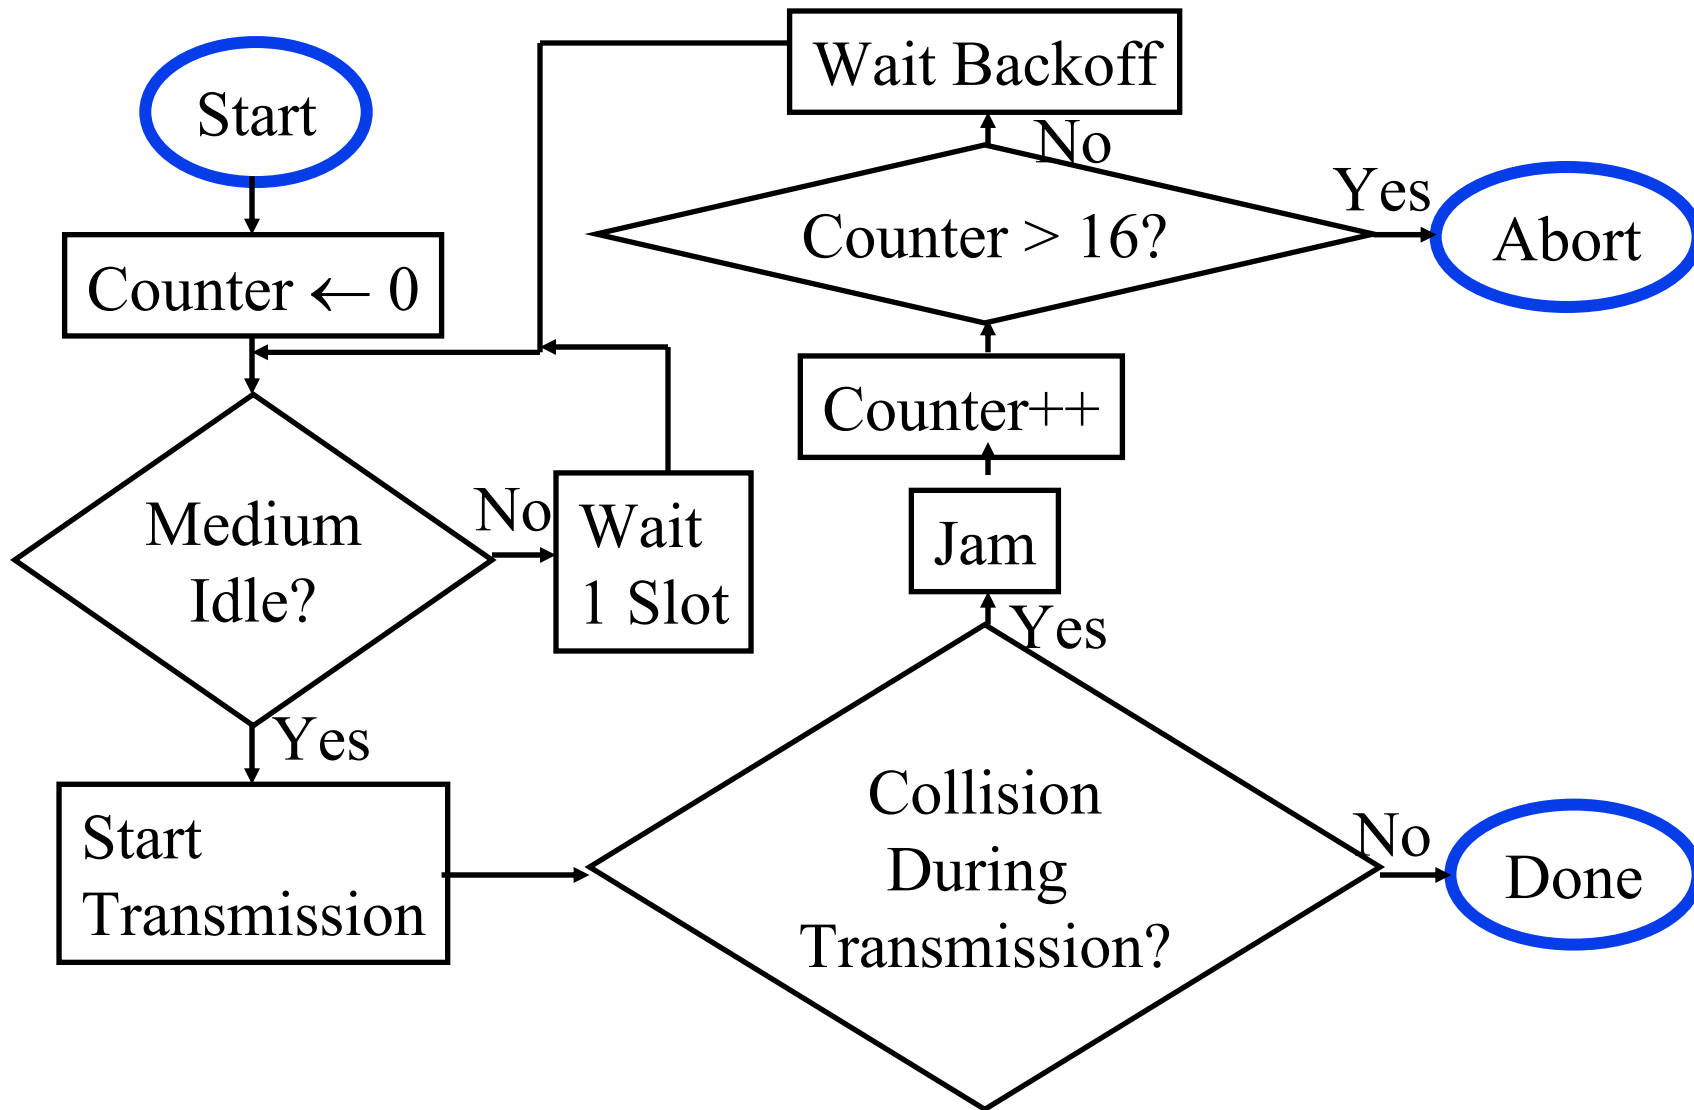 Start
Counter ← 0
Medium
Idle?
No
Wait
1 Slot
Yes
Start
Transmission
Collision
During
Transmission?
No
Done
Yes
Jam
Counter++
Counter > 16?
Yes
Abort
No
Wait Backoff